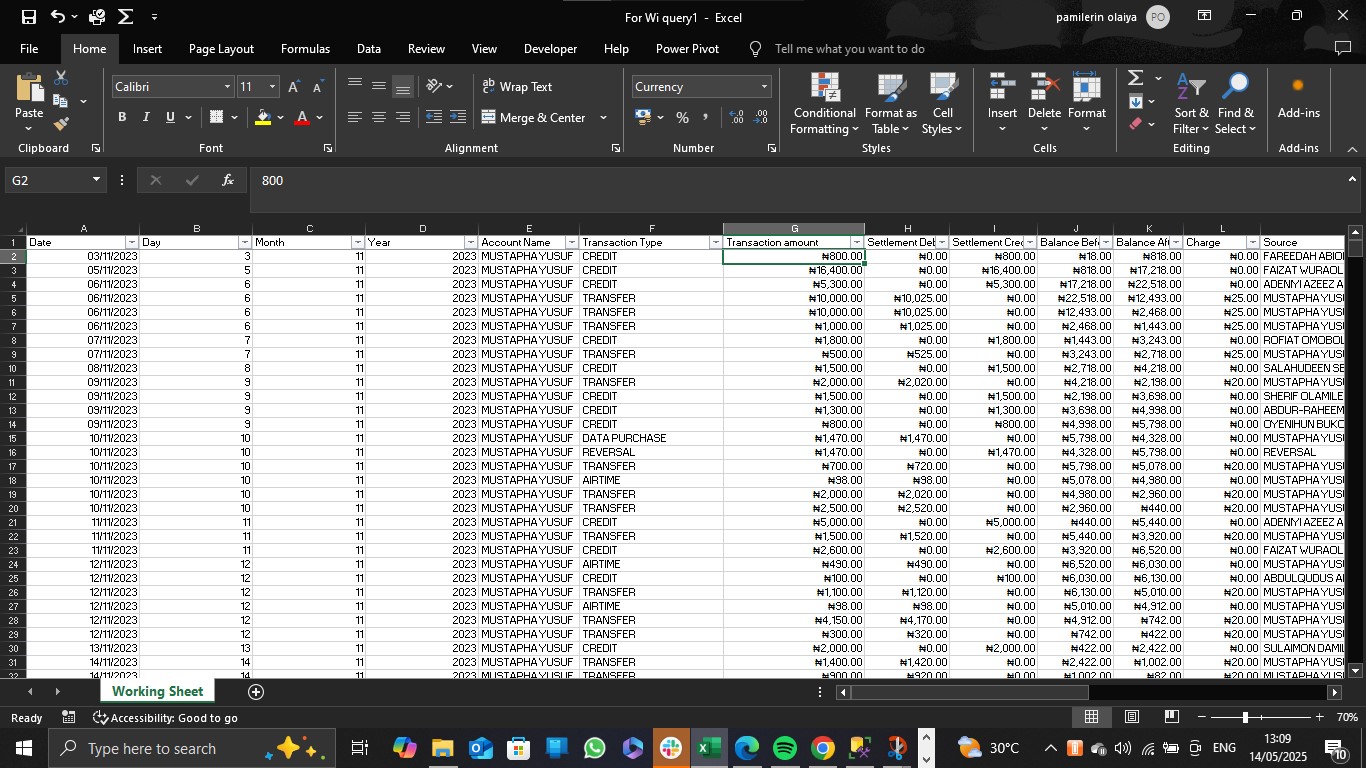 For Wi query1 - Excel
pamilerin olaiya PO
File Home Insert Page Layout Formulas Data Review View Developer Help Power Pivot Tell me what you want to do
Calibri 11 Wrap Text Currency
Paste Conditional Format as Cell Insert Delete Format Sort & Find & Add-ins
B I U A Merge & Center % Formatting Table Styles Filter Select
Clipboard Font Alignment Number Styles Cells Editing Add-ins
G2 fx 800
A B C D E F G H I J K L
1 Date Day Month Year Account Name Transaction Type Transaction amount Settlement Deb Settlement Cred Balance Bef Balance Aft Charge Source
2 03/11/2023 3 11 2023 MUSTAPHA YUSUF CREDIT ₦800.00 ₦0.00 ₦800.00 ₦18.00 ₦818.00 ₦0.00 FAREEDAH ABIO
3 05/11/2023 5 11 2023 MUSTAPHA YUSUF CREDIT ₦16,400.00 ₦0.00 ₦16,400.00 ₦818.00 ₦17,218.00 ₦0.00 FAIZAT WURAOL
4 06/11/2023 6 11 2023 MUSTAPHA YUSUF CREDIT ₦5,300.00 ₦0.00 ₦5,300.00 ₦17,218.00 ₦22,518.00 ₦0.00 ADENIYI AZEEZ A
5 06/11/2023 6 11 2023 MUSTAPHA YUSUF TRANSFER ₦10,000.00 ₦10,025.00 ₦0.00 ₦22,518.00 ₦12,493.00 ₦25.00 MUSTAPHA YUS
6 06/11/2023 6 11 2023 MUSTAPHA YUSUF TRANSFER ₦10,000.00 ₦10,025.00 ₦0.00 ₦12,493.00 ₦2,468.00 ₦25.00 MUSTAPHA YUS
7 06/11/2023 6 11 2023 MUSTAPHA YUSUF TRANSFER ₦1,000.00 ₦1,025.00 ₦0.00 ₦2,468.00 ₦1,443.00 ₦25.00 MUSTAPHA YUS
8 07/11/2023 7 11 2023 MUSTAPHA YUSUF CREDIT ₦1,800.00 ₦0.00 ₦1,800.00 ₦1,443.00 ₦3,243.00 ₦0.00 ROFIAT OMOBOL
9 07/11/2023 7 11 2023 MUSTAPHA YUSUF TRANSFER ₦500.00 ₦525.00 ₦0.00 ₦3,243.00 ₦2,718.00 ₦25.00 MUSTAPHA YUS
10 08/11/2023 8 11 2023 MUSTAPHA YUSUF CREDIT ₦1,500.00 ₦0.00 ₦1,500.00 ₦2,718.00 ₦4,218.00 ₦0.00 SALAHUDEEN SE
11 09/11/2023 9 11 2023 MUSTAPHA YUSUF TRANSFER ₦2,000.00 ₦2,020.00 ₦0.00 ₦4,218.00 ₦2,198.00 ₦20.00 MUSTAPHA YUS
12 09/11/2023 9 11 2023 MUSTAPHA YUSUF CREDIT ₦1,500.00 ₦0.00 ₦1,500.00 ₦2,198.00 ₦3,698.00 ₦0.00 SHERIF OLAMILE
13 09/11/2023 9 11 2023 MUSTAPHA YUSUF CREDIT ₦1,300.00 ₦0.00 ₦1,300.00 ₦3,698.00 ₦4,998.00 ₦0.00 ABDUR-RAHEEM
14 09/11/2023 9 11 2023 MUSTAPHA YUSUF CREDIT ₦800.00 ₦0.00 ₦800.00 ₦4,998.00 ₦5,798.00 ₦0.00 OYENIHUN BUKO
15 10/11/2023 10 11 2023 MUSTAPHA YUSUF DATA PURCHASE ₦1,470.00 ₦1,470.00 ₦0.00 ₦5,798.00 ₦4,328.00 ₦0.00 MUSTAPHA YUS
16 10/11/2023 10 11 2023 MUSTAPHA YUSUF REVERSAL ₦1,470.00 ₦0.00 ₦1,470.00 ₦4,328.00 ₦5,798.00 ₦0.00 REVERSAL
17 10/11/2023 10 11 2023 MUSTAPHA YUSUF TRANSFER ₦700.00 ₦720.00 ₦0.00 ₦5,798.00 ₦5,078.00 ₦20.00 MUSTAPHA YUS
18 10/11/2023 10 11 2023 MUSTAPHA YUSUF AIRTIME ₦98.00 ₦98.00 ₦0.00 ₦5,078.00 ₦4,980.00 ₦0.00 MUSTAPHA YUS
19 10/11/2023 10 11 2023 MUSTAPHA YUSUF TRANSFER ₦2,000.00 ₦2,020.00 ₦0.00 ₦4,980.00 ₦2,960.00 ₦20.00 MUSTAPHA YUS
20 10/11/2023 10 11 2023 MUSTAPHA YUSUF TRANSFER ₦2,500.00 ₦2,520.00 ₦0.00 ₦2,960.00 ₦440.00 ₦20.00 MUSTAPHA YUS
21 11/11/2023 11 11 2023 MUSTAPHA YUSUF CREDIT ₦5,000.00 ₦0.00 ₦5,000.00 ₦440.00 ₦5,440.00 ₦0.00 ADENIYI AZEEZ A
22 11/11/2023 11 11 2023 MUSTAPHA YUSUF TRANSFER ₦1,500.00 ₦1,520.00 ₦0.00 ₦5,440.00 ₦3,920.00 ₦20.00 MUSTAPHA YUS
23 11/11/2023 11 11 2023 MUSTAPHA YUSUF CREDIT ₦2,600.00 ₦0.00 ₦2,600.00 ₦3,920.00 ₦6,520.00 ₦0.00 FAIZAT WURAOL
24 12/11/2023 12 11 2023 MUSTAPHA YUSUF AIRTIME ₦490.00 ₦490.00 ₦0.00 ₦6,520.00 ₦6,030.00 ₦0.00 MUSTAPHA YUS
25 12/11/2023 12 11 2023 MUSTAPHA YUSUF CREDIT ₦100.00 ₦0.00 ₦100.00 ₦6,030.00 ₦6,130.00 ₦0.00 ABDULQUDUS A
26 12/11/2023 12 11 2023 MUSTAPHA YUSUF TRANSFER ₦1,100.00 ₦1,120.00 ₦0.00 ₦6,130.00 ₦5,010.00 ₦20.00 MUSTAPHA YUS
27 12/11/2023 12 11 2023 MUSTAPHA YUSUF AIRTIME ₦98.00 ₦98.00 ₦0.00 ₦5,010.00 ₦4,912.00 ₦0.00 MUSTAPHA YUS
28 12/11/2023 12 11 2023 MUSTAPHA YUSUF TRANSFER ₦4,150.00 ₦4,170.00 ₦0.00 ₦4,912.00 ₦742.00 ₦20.00 MUSTAPHA YUS
29 12/11/2023 12 11 2023 MUSTAPHA YUSUF TRANSFER ₦300.00 ₦320.00 ₦0.00 ₦742.00 ₦422.00 ₦20.00 MUSTAPHA YUS
30 13/11/2023 13 11 2023 MUSTAPHA YUSUF CREDIT ₦2,000.00 ₦0.00 ₦2,000.00 ₦422.00 ₦2,422.00 ₦0.00 SULAIMON DAMIL
31 14/11/2023 14 11 2023 MUSTAPHA YUSUF TRANSFER ₦1,400.00 ₦1,420.00 ₦0.00 ₦2,422.00 ₦1,002.00 ₦20.00 MUSTAPHA YUS
32 14/11/2023 14 11 2023 MUSTAPHA YUSUF TRANSFER ₦900.00 ₦920.00 ₦0.00 ₦1,002.00 ₦82.00 ₦20.00 MUSTAPHA YUS
Working Sheet
Ready Accessibility: Good to go 70%
Type here to search 30°C ENG 13:09
14/05/2025 10